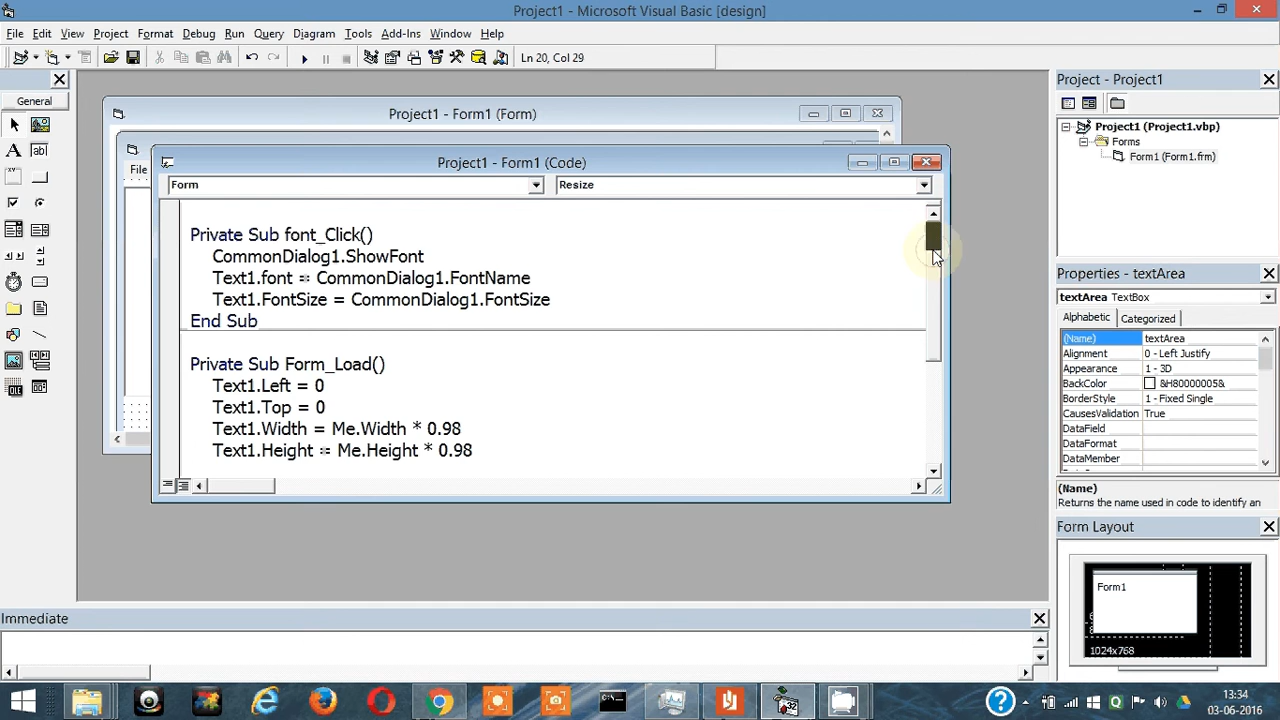 Project1 - Microsoft Visual Basic [design]
File Edit View Project Format Debug Run Query Diagram Tools Add-Ins Window Help
Ln 20, Col 29
General
Project1 - Form1 (Form)
File
Project1 - Form1 (Code)
Form
Resize
Private Sub font_Click()
CommonDialog1.ShowFont
Text1.font = CommonDialog1.FontName
Text1.FontSize = CommonDialog1.FontSize
End Sub
Private Sub Form_Load()
Text1.Left = 0
Text1.Top = 0
Text1.Width = Me.Width * 0.98
Text1.Height = Me.Height * 0.98
Project - Project1
Project1 (Project1.vbp)
Forms
Form1 (Form1.frm)
Properties - textArea
textArea TextBox
Alphabetic Categorized
(Name) textArea
Alignment 0 - Left Justify
Appearance 1 - 3D
BackColor &H80000005&
BorderStyle 1 - Fixed Single
CausesValidation True
DataField
DataFormat
DataMember
(Name)
Returns the name used in code to identify an
Form Layout
Form1
1024x768
Immediate
13:34
03-06-2016